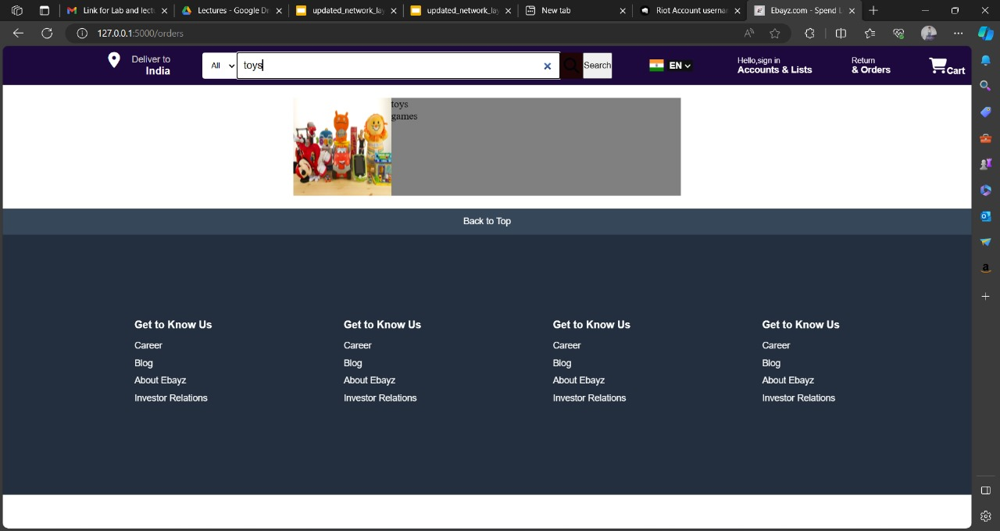 Link for Lab and lectu
Lectures - Google Dr
updated_network_lay
updated_network_lay
New tab
Riot Account usernar
Ebayz.com - Spend L
127.0.0.1:5000/orders
Deliver to
India
All
toys
Search
EN
Hello,sign in
Accounts & Lists
Return
& Orders
Cart
toys
games
Back to Top
Get to Know Us
Career
Blog
About Ebayz
Investor Relations
Get to Know Us
Career
Blog
About Ebayz
Investor Relations
Get to Know Us
Career
Blog
About Ebayz
Investor Relations
Get to Know Us
Career
Blog
About Ebayz
Investor Relations